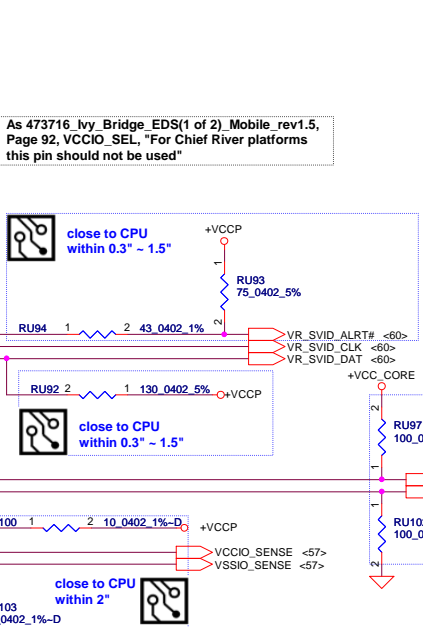 As 473716_Ivy_Bridge_EDS(1 of 2)_Mobile_rev1.5,
Page 92, VCCIO_SEL, "For Chief River platforms
this pin should not be used"
close to CPU
within 0.3" ~ 1.5"
+VCCP
1
RU93
75_0402_5%
2
RU94 1 2 43_0402_1%
VR_SVID_ALRT# <60>
VR_SVID_CLK <60>
VR_SVID_DAT <60>
+VCC_CORE
RU92 2 1 130_0402_5% +VCCP
2
RU97
100_0
1
close to CPU
within 0.3" ~ 1.5"
100 1 2 10_0402_1%~D +VCCP
1
RU10
100_0
2
VCCIO_SENSE <57>
VSSIO_SENSE <57>
close to CPU
within 2"
103
0402_1%~D